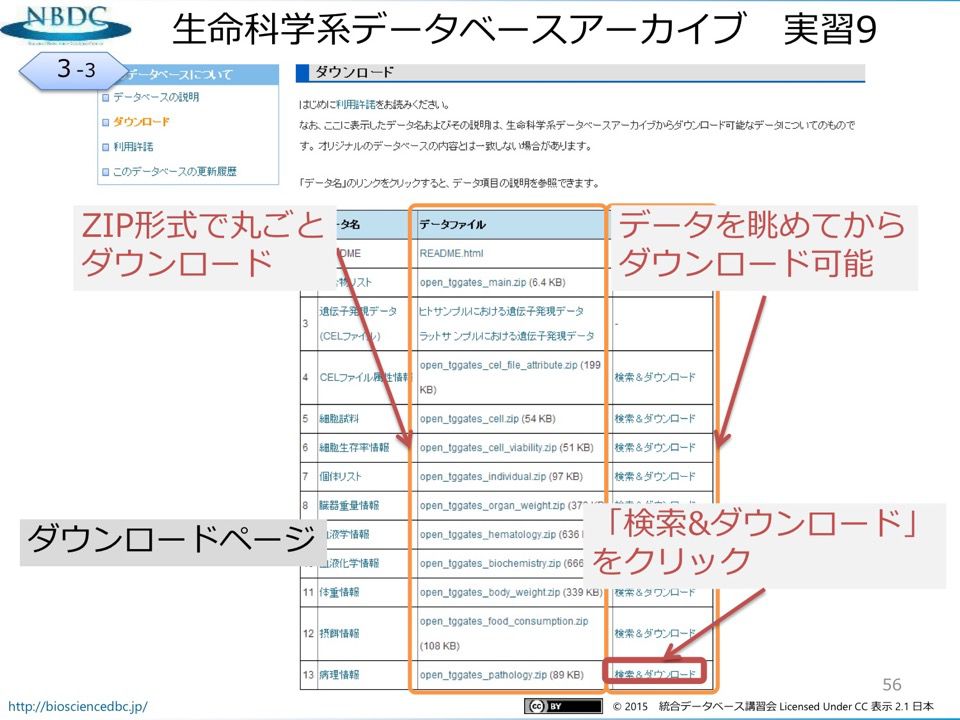 NBDC
生命科学系データベースアーカイブ　実習9
3-3
データベースについて
データベースの説明
ダウンロード
利用許諾
このデータベースの更新履歴
ダウンロード
はじめに利用許諾をお読みください。
なお、ここに表示したデータ名およびその説明は、生命科学系データベースアーカイブからダウンロード可能なデータについてのもので
す。オリジナルのデータベースの内容とは一致しない場合があります。
「データ名」のリンクをクリックすると、データ項目の説明を参照できます。
ZIP形式で丸ごと
ダウンロード
データを眺めてから
ダウンロード可能
タ名 データファイル
README.html
リスト open_tggates_main.zip (6.4 KB)
3 遺伝子発現データ
(CELファイル) ヒトサンプルにおける遺伝子発現データ
ラットサンプルにおける遺伝子発現データ -
4 CELファイル属性情報 open_tggates_cel_file_attribute.zip (199
KB) 検索＆ダウンロード
5 細胞試料 open_tggates_cell.zip (54 KB) 検索＆ダウンロード
6 細胞生存率情報 open_tggates_cell_viability.zip (51 KB) 検索＆ダウンロード
7 個体リスト open_tggates_individual.zip (97 KB) 検索＆ダウンロード
8 臓器重量情報 open_tggates_organ_weight.zip
液学情報 open_tggates_hematology.zip (636
液化学情報 open_tggates_biochemistry.zip (666
11 体重情報 open_tggates_body_weight.zip (339 KB) 検索＆ダウンロード
12 摂餌情報 open_tggates_food_consumption.zip
(108 KB) 検索＆ダウンロード
13 病理情報 open_tggates_pathology.zip (89 KB) 検索＆ダウンロード
ダウンロードページ
「検索&ダウンロード」
をクリック
56
http://biosciencedbc.jp/
cc BY
© 2015　統合データベース講習会 Licensed Under CC 表示 2.1 日本